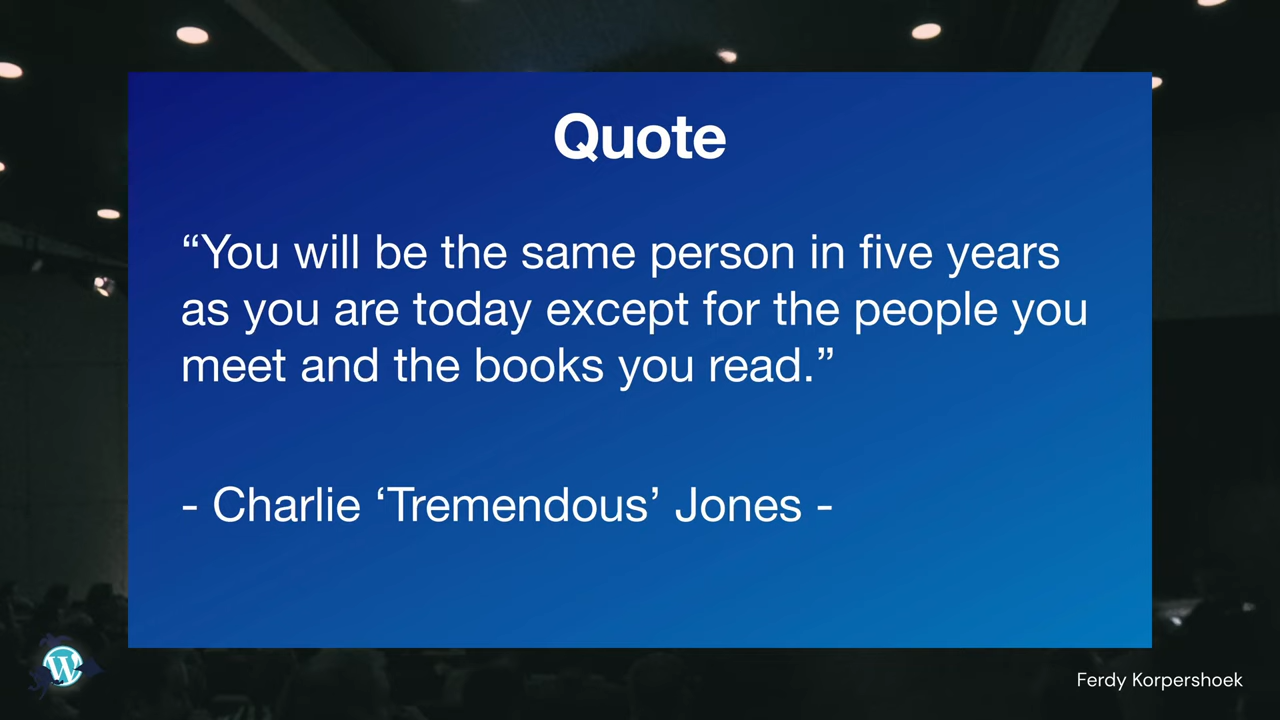 Quote
“You will be the same person in five years
as you are today except for the people you
meet and the books you read.”
- Charlie ‘Tremendous’ Jones -
W
Ferdy Korpershoek